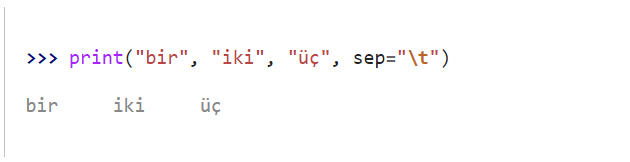 >>> print("bir", "iki", "üç", sep="\t")
bir     iki     üç